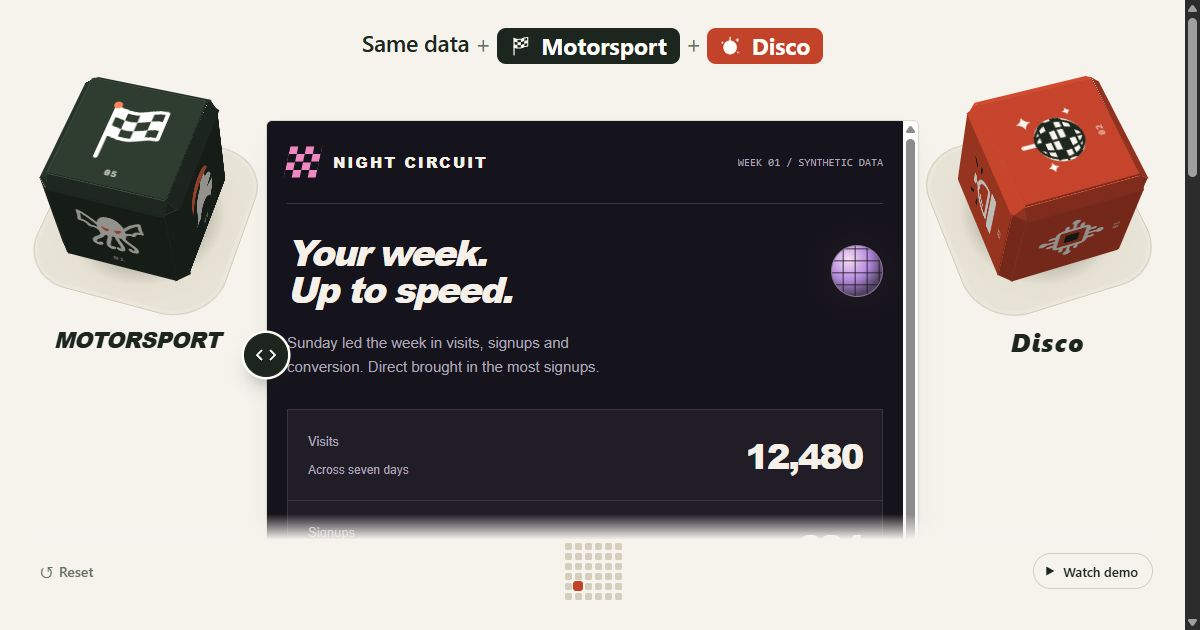 Same data + Motorsport + Disco
05
02
NIGHT CIRCUIT
WEEK 01 / SYNTHETIC DATA
Your week.
Up to speed.
MOTORSPORT
Disco
Sunday led the week in visits, signups and
conversion. Direct brought in the most signups.
Visits
12,480
Across seven days
Signups
Reset
Watch demo